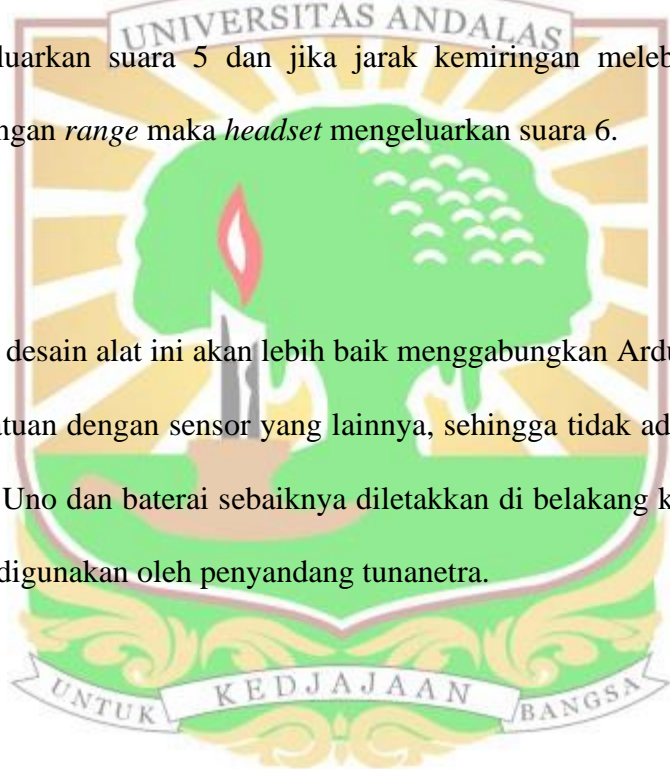 UNIVERSITAS ANDALAS
luarkan suara 5 dan jika jarak kemiringan meleb
ngan range maka headset mengeluarkan suara 6.
desain alat ini akan lebih baik menggabungkan Ardu
atuan dengan sensor yang lainnya, sehingga tidak ad
Uno dan baterai sebaiknya diletakkan di belakang k
digunakan oleh penyandang tunanetra.
UNTUK KEDJAJAAN BANGSA